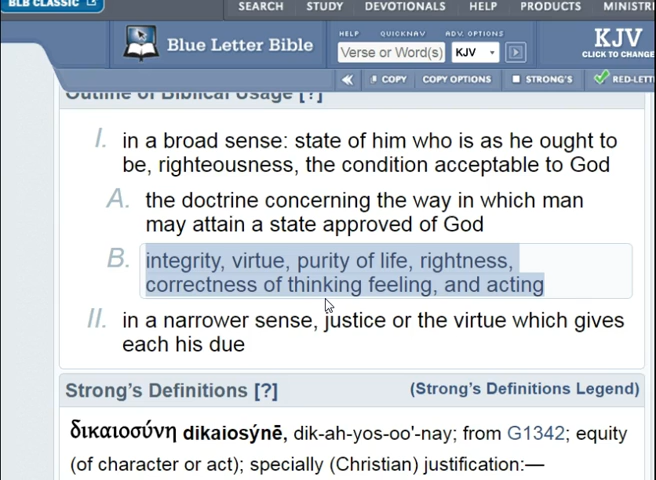 BLB CLASSIC
SEARCH STUDY DEVOTIONALS HELP PRODUCTS MINISTRI
HELP QUICKNAV ADV. OPTIONS
Blue Letter Bible Verse or Word(s) KJV KJV
CLICK TO CHANGE
COPY COPY OPTIONS STRONG'S RED-LETT
Outline of Biblical Usage [?]
I. in a broad sense: state of him who is as he ought to
be, righteousness, the condition acceptable to God
A. the doctrine concerning the way in which man
may attain a state approved of God
B. integrity, virtue, purity of life, rightness,
correctness of thinking feeling, and acting
II. in a narrower sense, justice or the virtue which gives
each his due
Strong's Definitions [?] (Strong's Definitions Legend)
δικαιοσύνη dikaiosýnē, dik-ah-yos-oo'-nay; from G1342; equity
(of character or act); specially (Christian) justification:—